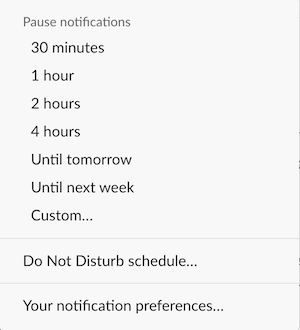 Pause notifications
30 minutes
1 hour
2 hours
4 hours
Until tomorrow
Until next week
Custom...
Do Not Disturb schedule...
Your notification preferences...